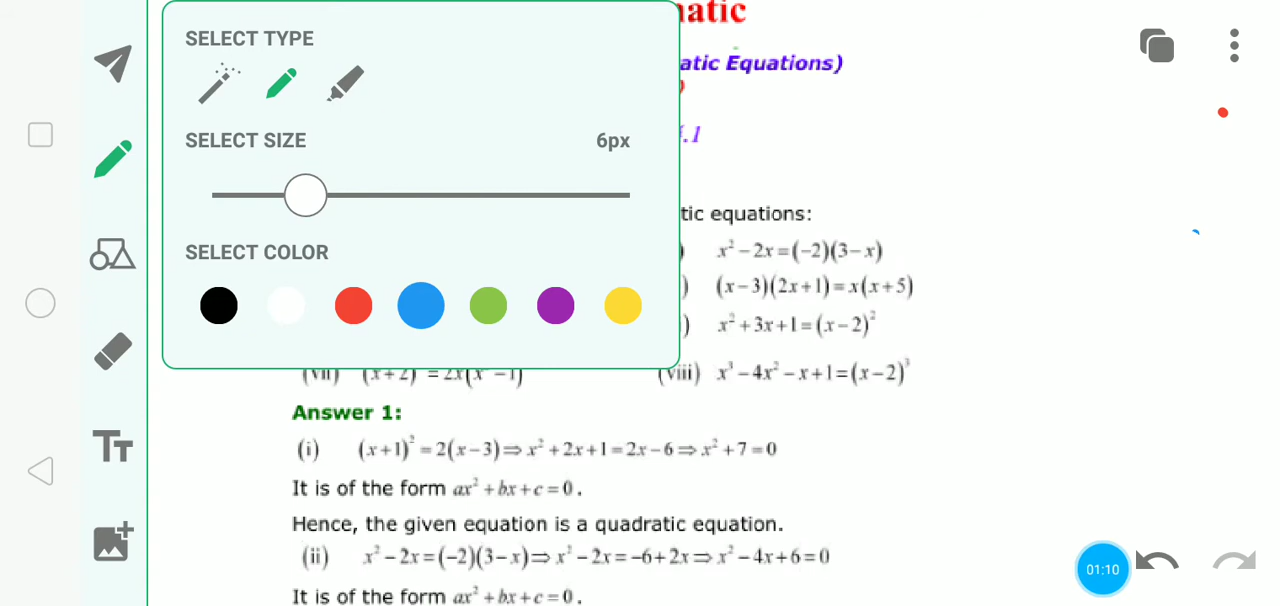 SELECT TYPE
SELECT SIZE 6px
SELECT COLOR
atic
atic Equations)
.1
tic equations:
) x² – 2x = (–2)(3 – x)
) (x – 3)(2x + 1) = x(x + 5)
) x² + 3x + 1 = (x – 2)²
(viii) x³ – 4x² – x + 1 = (x – 2)³
Answer 1:
(i) (x + 1)² = 2(x – 3) ⇒ x² + 2x + 1 = 2x – 6 ⇒ x² + 7 = 0
It is of the form ax² + bx + c = 0.
Hence, the given equation is a quadratic equation.
(ii) x² – 2x = (–2)(3 – x) ⇒ x² – 2x = –6 + 2x ⇒ x² – 4x + 6 = 0
It is of the form ax² + bx + c = 0.
TT
01:10